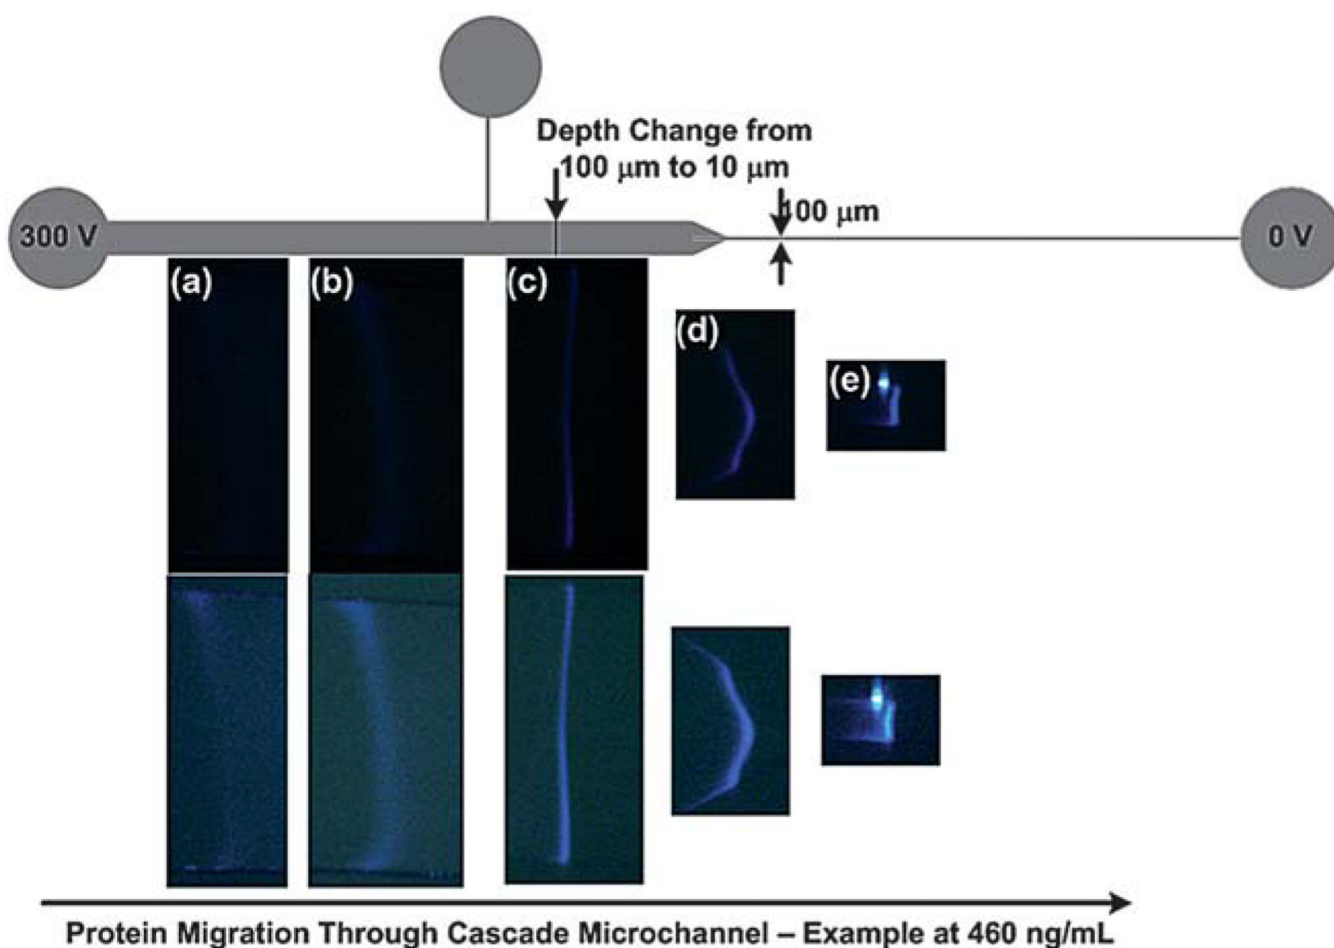 Depth Change from
100 μm to 10 μm
100 μm
300 V
0 V
(a)
(b)
(c)
(d)
(e)
Protein Migration Through Cascade Microchannel – Example at 460 ng/mL